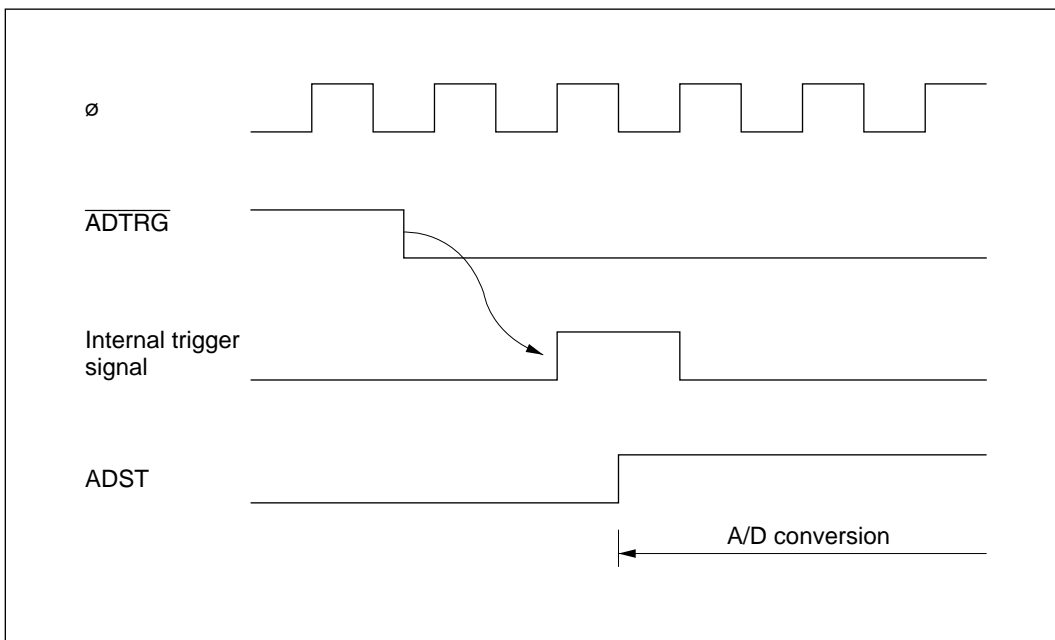 ø
ADTRG
Internal trigger
signal
ADST
A/D conversion